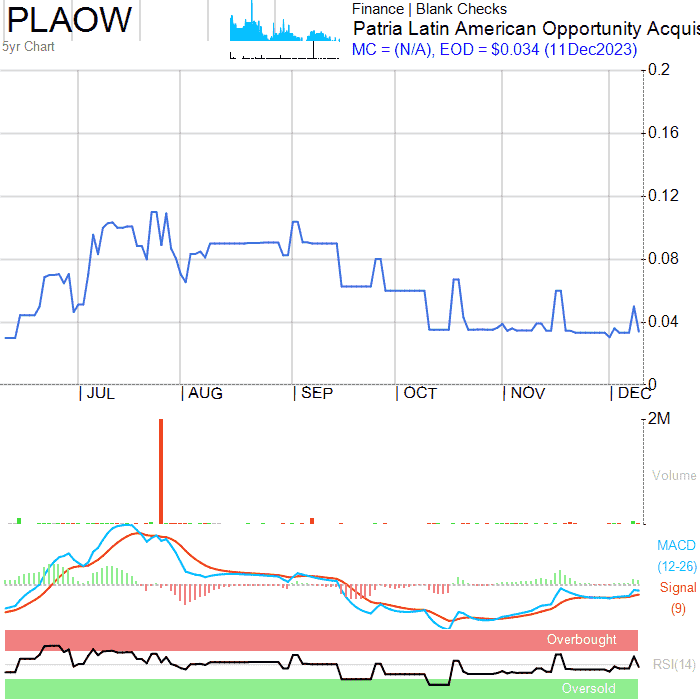 PLAOW
5yr Chart
Finance | Blank Checks
Patria Latin American Opportunity Acquis
MC = (N/A), EOD = $0.034 (11Dec2023)
0.2
0.16
0.12
0.08
0.04
0
JUL AUG SEP OCT NOV DEC
2M
Volume
MACD
(12-26)
Signal
(9)
Overbought
RSI(14)
Oversold